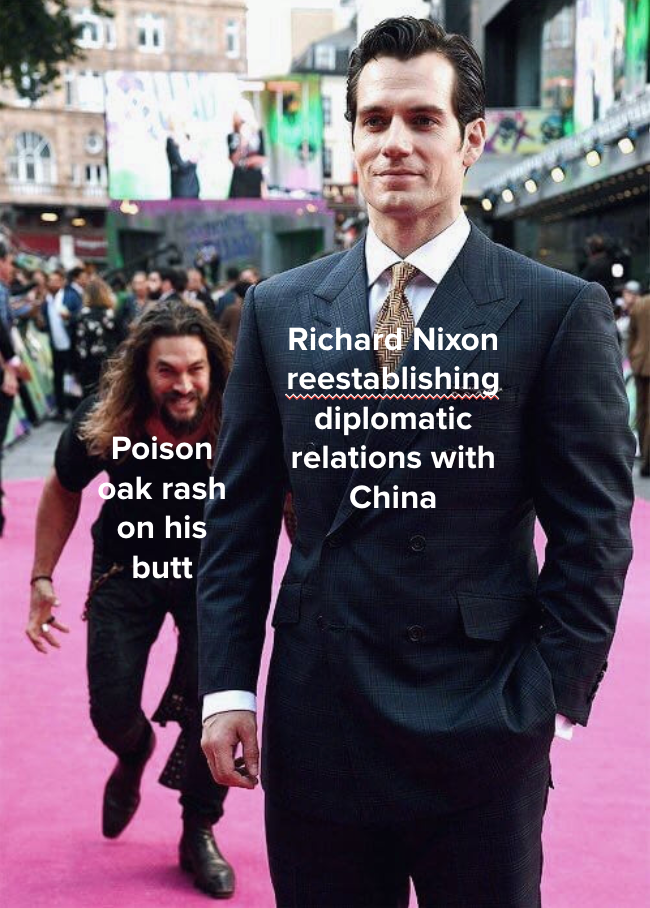 Richard Nixon
reestablishing
diplomatic
relations with
China
Poison
oak rash
on his
butt